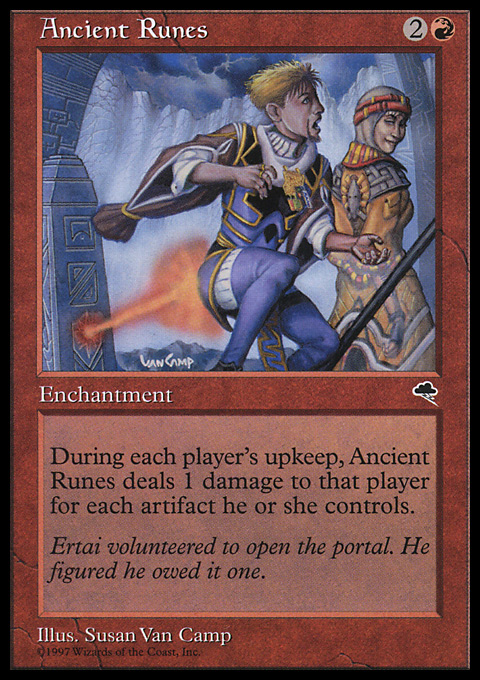 Ancient Runes 2
VAN CAMP
Enchantment
During each player's upkeep, Ancient
Runes deals 1 damage to that player
for each artifact he or she controls.
Ertai volunteered to open the portal. He
figured he owed it one.
Illus. Susan Van Camp
©1997 Wizards of the Coast, Inc.